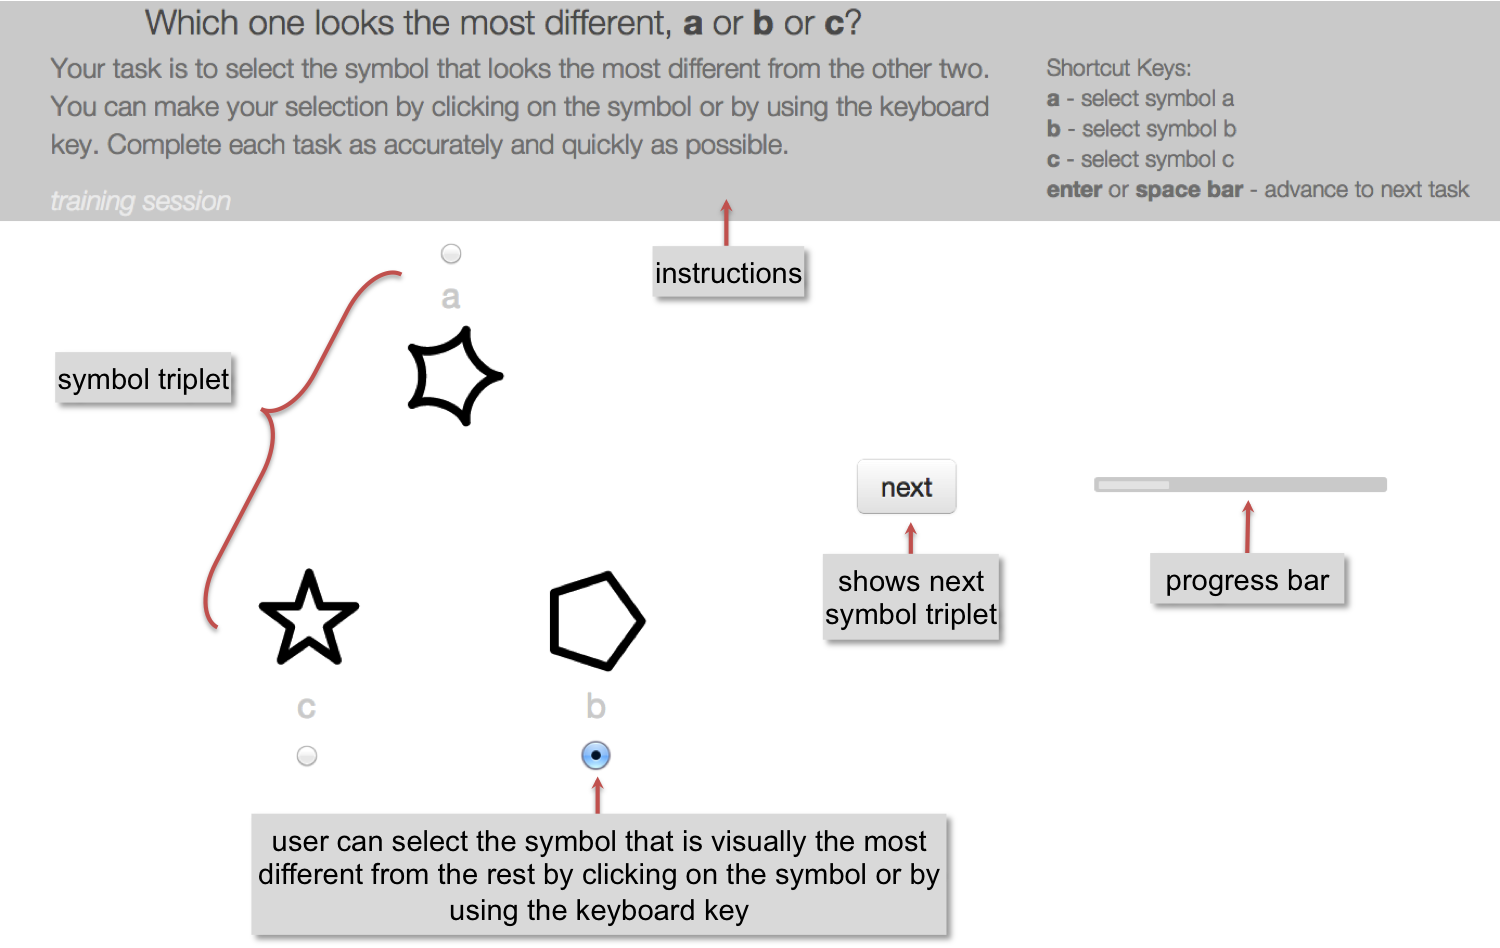 Which one looks the most different, a or b or c?
Your task is to select the symbol that looks the most different from the other two.
You can make your selection by clicking on the symbol or by using the keyboard
key. Complete each task as accurately and quickly as possible.
training session
Shortcut Keys:
a - select symbol a
b - select symbol b
c - select symbol c
enter or space bar - advance to next task
instructions
a
symbol triplet
next
shows next
symbol triplet
progress bar
c
b
user can select the symbol that is visually the most
different from the rest by clicking on the symbol or by
using the keyboard key